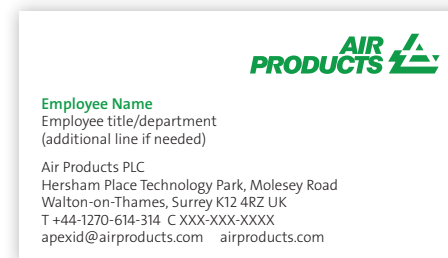 AIR
PRODUCTS
Employee Name
Employee title/department
(additional line if needed)
Air Products PLC
Hersham Place Technology Park, Molesey Road
Walton-on-Thames, Surrey K12 4RZ UK
T +44-1270-614-314  C XXX-XXX-XXXX
apexid@airproducts.com    airproducts.com